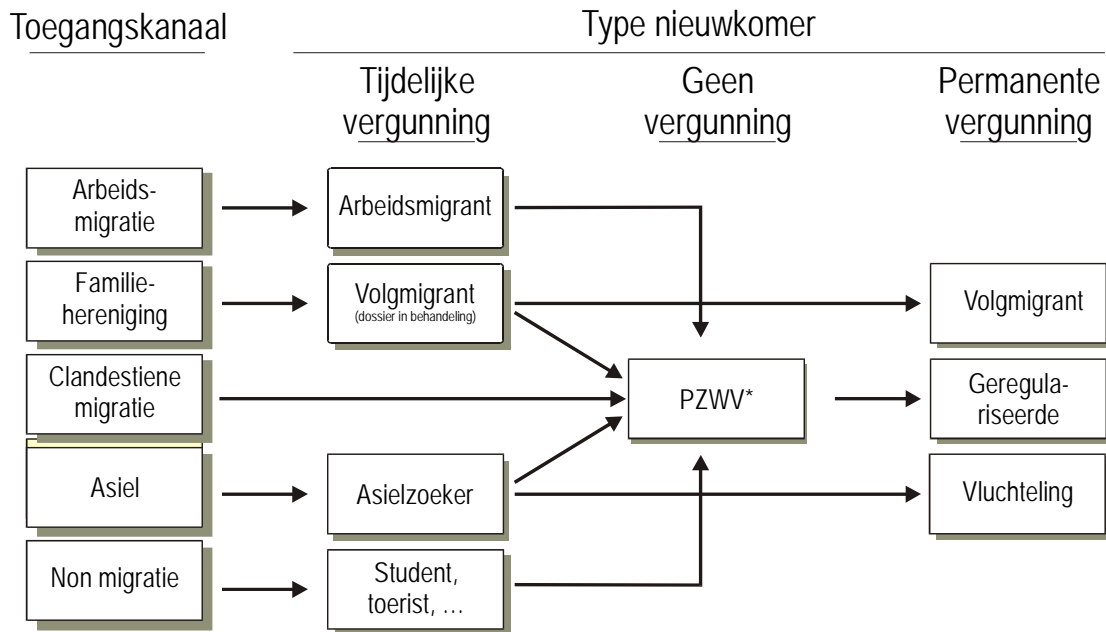 Toegangskanaal
Type nieuwkomer
Tijdelijke
vergunning
Geen
vergunning
Permanente
vergunning
Arbeids-
migratie
Arbeidsmigrant
Familie-
hereniging
Volgmigrant
(dossier in behandeling)
Volgmigrant
Clandestiene
migratie
PZWV*
Geregula-
riseerde
Asiel
Asielzoeker
Vluchteling
Non migratie
Student,
toerist, ...